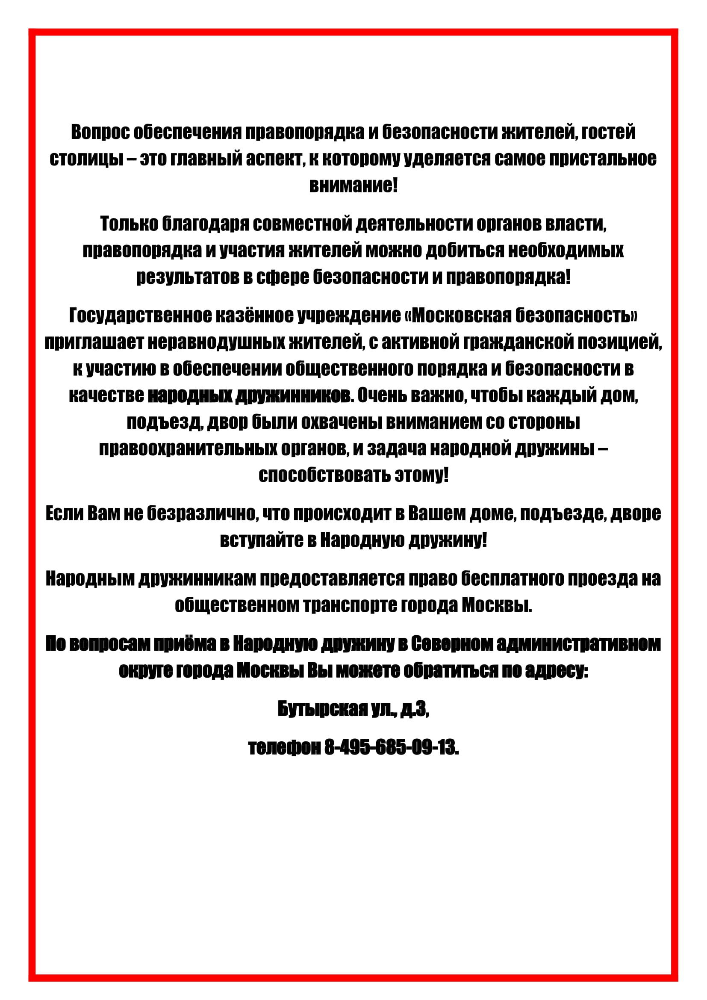 Вопрос обеспечения правопорядка и безопасности жителей, гостей
столицы – это главный аспект, к которому уделяется самое пристальное
внимание!
Только благодаря совместной деятельности органов власти,
правопорядка и участия жителей можно добиться необходимых
результатов в сфере безопасности и правопорядка!
Государственное казённое учреждение «Московская безопасность»
приглашает неравнодушных жителей, с активной гражданской позицией,
к участию в обеспечении общественного порядка и безопасности в
качестве народных дружинников. Очень важно, чтобы каждый дом,
подъезд, двор были охвачены вниманием со стороны
правоохранительных органов, и задача народной дружины –
способствовать этому!
Если Вам не безразлично, что происходит в Вашем доме, подъезде, дворе
вступайте в Народную дружину!
Народным дружинникам предоставляется право бесплатного проезда на
общественном транспорте города Москвы.
По вопросам приёма в Народную дружину в Северном административном
округе города Москвы Вы можете обратиться по адресу:
Бутырская ул., д.3,
телефон 8-495-685-09-13.